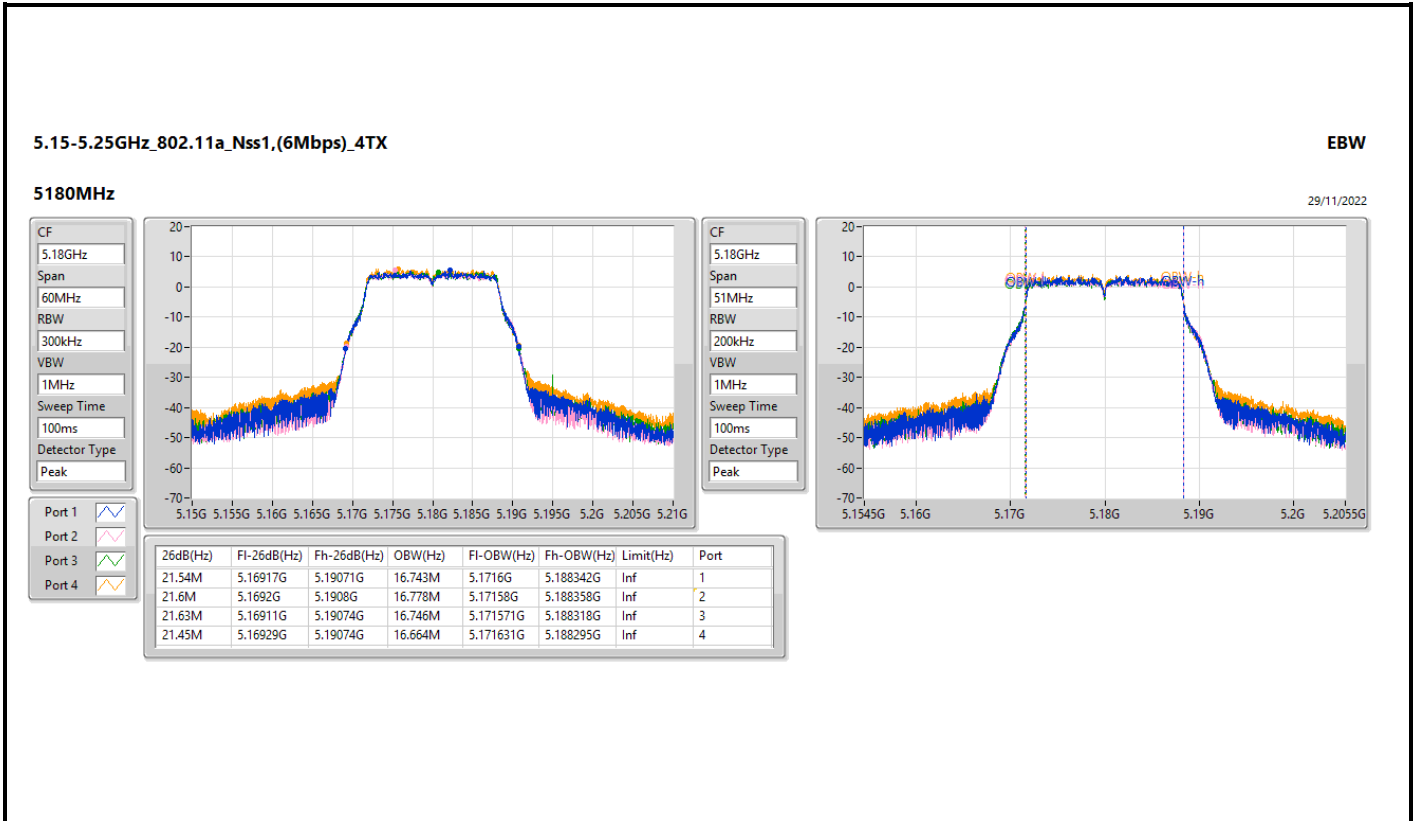 5.15-5.25GHz_802.11a_Nss1,(6Mbps)_4TX
EBW
5180MHz
29/11/2022
CF
5.18GHz
Span
60MHz
RBW
300kHz
VBW
1MHz
Sweep Time
100ms
Detector Type
Peak
20
10
0
-10
-20
-30
-40
-50
-60
-70
5.15G 5.155G 5.16G 5.165G 5.17G 5.175G 5.18G 5.185G 5.19G 5.195G 5.2G 5.205G 5.21G
CF
5.18GHz
Span
51MHz
RBW
200kHz
VBW
1MHz
Sweep Time
100ms
Detector Type
Peak
20
10
0
-10
-20
-30
-40
-50
-60
-70
OBW-h
5.1545G 5.16G 5.17G 5.18G 5.19G 5.2G 5.2055G
Port 1
Port 2
Port 3
Port 4
26dB(Hz) Fl-26dB(Hz) Fh-26dB(Hz) OBW(Hz) Fl-OBW(Hz) Fh-OBW(Hz) Limit(Hz) Port
21.54M 5.16917G 5.19071G 16.743M 5.1716G 5.188342G Inf 1
21.6M 5.1692G 5.1908G 16.778M 5.17158G 5.188358G Inf 2
21.63M 5.16911G 5.19074G 16.746M 5.171571G 5.188318G Inf 3
21.45M 5.16929G 5.19074G 16.664M 5.171631G 5.188295G Inf 4